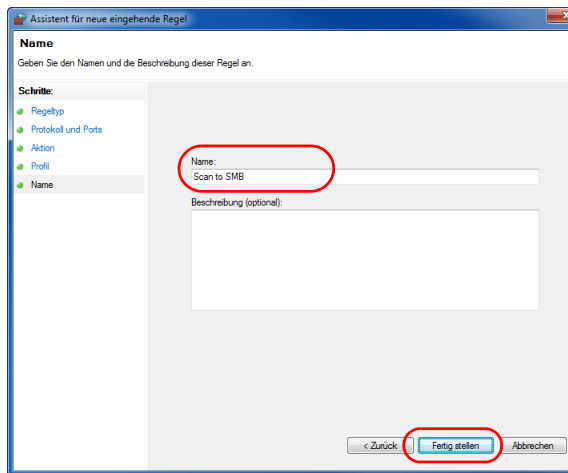 Assistent für neue eingehende Regel
Name
Geben Sie den Namen und die Beschreibung dieser Regel an.
Schritte:
Regeltyp
Protokoll und Ports
Aktion
Profil
Name
Name:
Scan to SMB
Beschreibung (optional):
< Zurück
Fertig stellen
Abbrechen